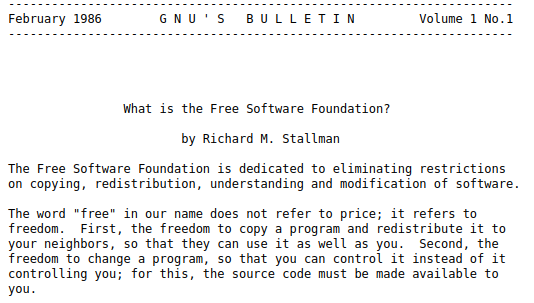 --------------------------------------------------------------------
February 1986        G N U ' S   B U L L E T I N         Volume 1 No.1
--------------------------------------------------------------------
What is the Free Software Foundation?
by Richard M. Stallman
The Free Software Foundation is dedicated to eliminating restrictions
on copying, redistribution, understanding and modification of software.
The word "free" in our name does not refer to price; it refers to
freedom.  First, the freedom to copy a program and redistribute it to
your neighbors, so that they can use it as well as you.  Second, the
freedom to change a program, so that you can control it instead of it
controlling you; for this, the source code must be made available to
you.